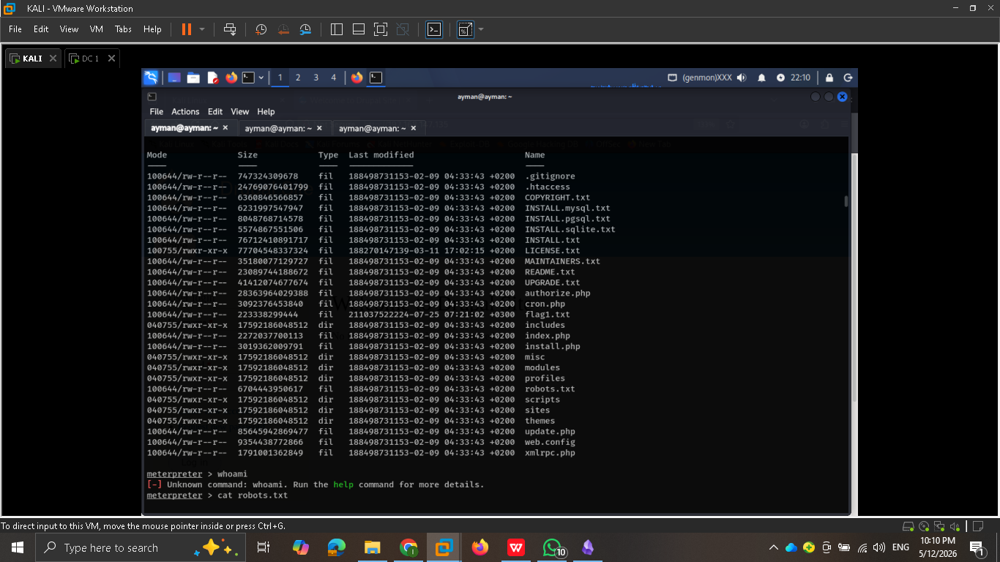 KALI - VMware Workstation
File Edit View VM Tabs Help
KALI DC 1
1 2 3 4 (genmon)XXX 22:10
ayman@ayman: ~
File Actions Edit View Help
ayman@ayman: ~ ayman@ayman: ~ ayman@ayman: ~
Mode Size Type Last modified Name
100644/rw-r--r-- 747324309678 fil 188498731153-02-09 04:33:43 +0200 .gitignore
100644/rw-r--r-- 24769076401799 fil 188498731153-02-09 04:33:43 +0200 .htaccess
100644/rw-r--r-- 6360846566857 fil 188498731153-02-09 04:33:43 +0200 COPYRIGHT.txt
100644/rw-r--r-- 6231997547947 fil 188498731153-02-09 04:33:43 +0200 INSTALL.mysql.txt
100644/rw-r--r-- 8048768714578 fil 188498731153-02-09 04:33:43 +0200 INSTALL.pgsql.txt
100644/rw-r--r-- 5574867551506 fil 188498731153-02-09 04:33:43 +0200 INSTALL.sqlite.txt
100644/rw-r--r-- 76712410891717 fil 188498731153-02-09 04:33:43 +0200 INSTALL.txt
100755/rwxr-xr-x 77704548337324 fil 188270147139-03-11 17:02:15 +0200 LICENSE.txt
100644/rw-r--r-- 35180077129727 fil 188498731153-02-09 04:33:43 +0200 MAINTAINERS.txt
100644/rw-r--r-- 23089744188672 fil 188498731153-02-09 04:33:43 +0200 README.txt
100644/rw-r--r-- 41412074677674 fil 188498731153-02-09 04:33:43 +0200 UPGRADE.txt
100644/rw-r--r-- 28363964029388 fil 188498731153-02-09 04:33:43 +0200 authorize.php
100644/rw-r--r-- 3092376453840 fil 188498731153-02-09 04:33:43 +0200 cron.php
100644/rw-r--r-- 223338299444 fil 211037522224-07-25 07:21:02 +0300 flag1.txt
040755/rwxr-xr-x 17592186048512 dir 188498731153-02-09 04:33:43 +0200 includes
100644/rw-r--r-- 2272037700113 fil 188498731153-02-09 04:33:43 +0200 index.php
100644/rw-r--r-- 3019362009791 fil 188498731153-02-09 04:33:43 +0200 install.php
040755/rwxr-xr-x 17592186048512 dir 188498731153-02-09 04:33:43 +0200 misc
040755/rwxr-xr-x 17592186048512 dir 188498731153-02-09 04:33:43 +0200 modules
040755/rwxr-xr-x 17592186048512 dir 188498731153-02-09 04:33:43 +0200 profiles
100644/rw-r--r-- 6704443950617 fil 188498731153-02-09 04:33:43 +0200 robots.txt
040755/rwxr-xr-x 17592186048512 dir 188498731153-02-09 04:33:43 +0200 scripts
040755/rwxr-xr-x 17592186048512 dir 188498731153-02-09 04:33:43 +0200 sites
040755/rwxr-xr-x 17592186048512 dir 188498731153-02-09 04:33:43 +0200 themes
100644/rw-r--r-- 85645942869477 fil 188498731153-02-09 04:33:43 +0200 update.php
100644/rw-r--r-- 9354438772866 fil 188498731153-02-09 04:33:43 +0200 web.config
100644/rw-r--r-- 1791001362849 fil 188498731153-02-09 04:33:43 +0200 xmlrpc.php
meterpreter > whoami
[-] Unknown command: whoami. Run the help command for more details.
meterpreter > cat robots.txt
To direct input to this VM, move the mouse pointer inside or press Ctrl+G.
Type here to search
10
ENG
10:10 PM
5/12/2026
1